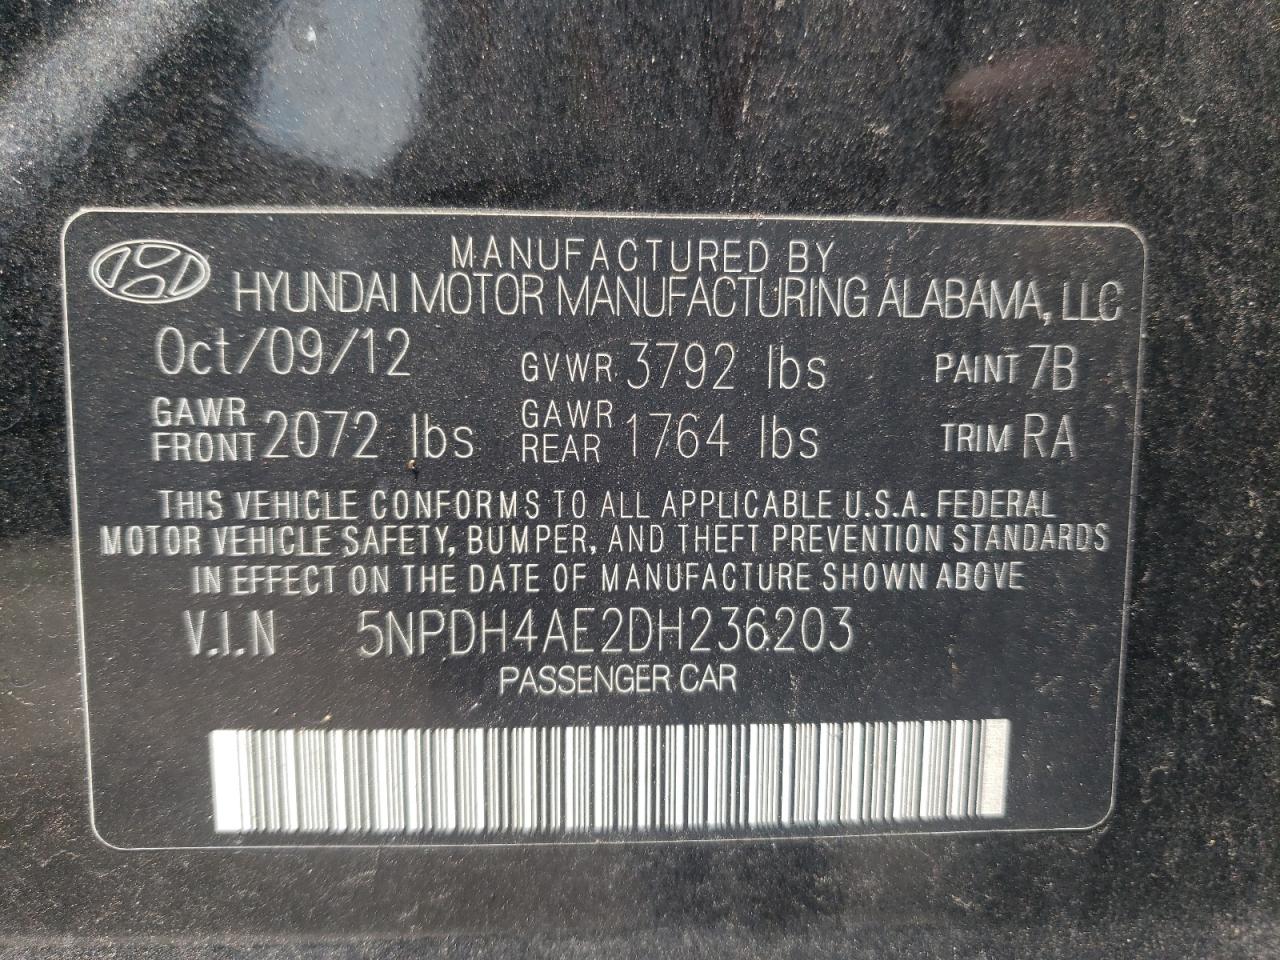 MANUFACTURED BY
HYUNDAI MOTOR MANUFACTURING ALABAMA, LLC
Oct/09/12 GVWR 3792 lbs PAINT 7B
GAWR FRONT 2072 lbs GAWR REAR 1764 lbs TRIM RA
THIS VEHICLE CONFORMS TO ALL APPLICABLE U.S.A. FEDERAL
MOTOR VEHICLE SAFETY, BUMPER, AND THEFT PREVENTION STANDARDS
IN EFFECT ON THE DATE OF MANUFACTURE SHOWN ABOVE
V.I.N 5NPDH4AE2DH236203
PASSENGER CAR